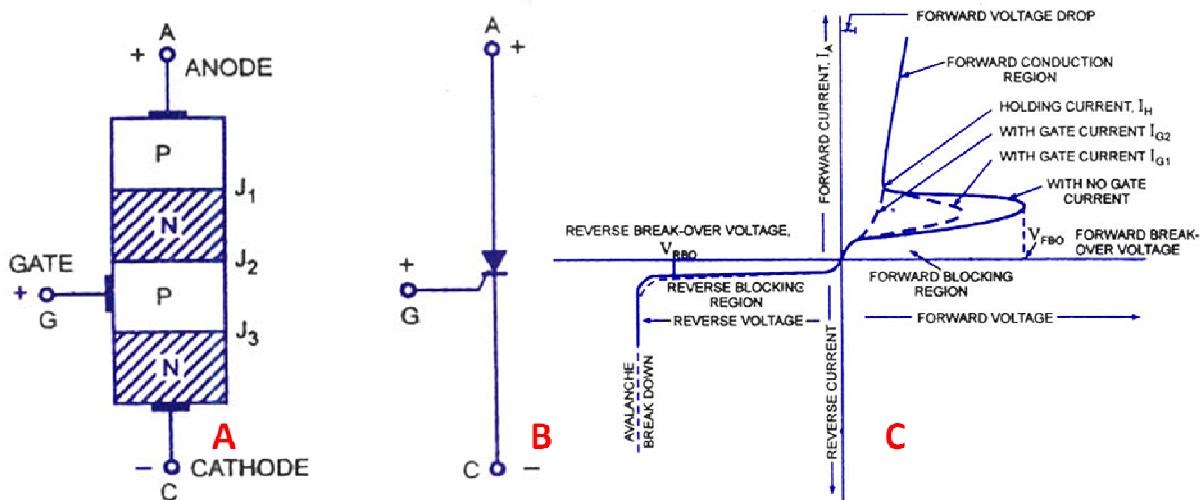 A
+
ANODE
P
J1
N
J2
GATE
+
G
P
J3
N
A
−
CATHODE
C
A
+
+
G
B
C
−
FORWARD VOLTAGE DROP
FORWARD CURRENT, IA
FORWARD CONDUCTION
REGION
HOLDING CURRENT, IH
WITH GATE CURRENT IG2
WITH GATE CURRENT IG1
WITH NO GATE
CURRENT
REVERSE BREAK-OVER VOLTAGE,
VRBO
VFBO
FORWARD BREAK-
OVER VOLTAGE
FORWARD BLOCKING
REGION
REVERSE BLOCKING
REGION
REVERSE VOLTAGE
FORWARD VOLTAGE
AVALANCHE
BREAK DOWN
REVERSE CURRENT
C